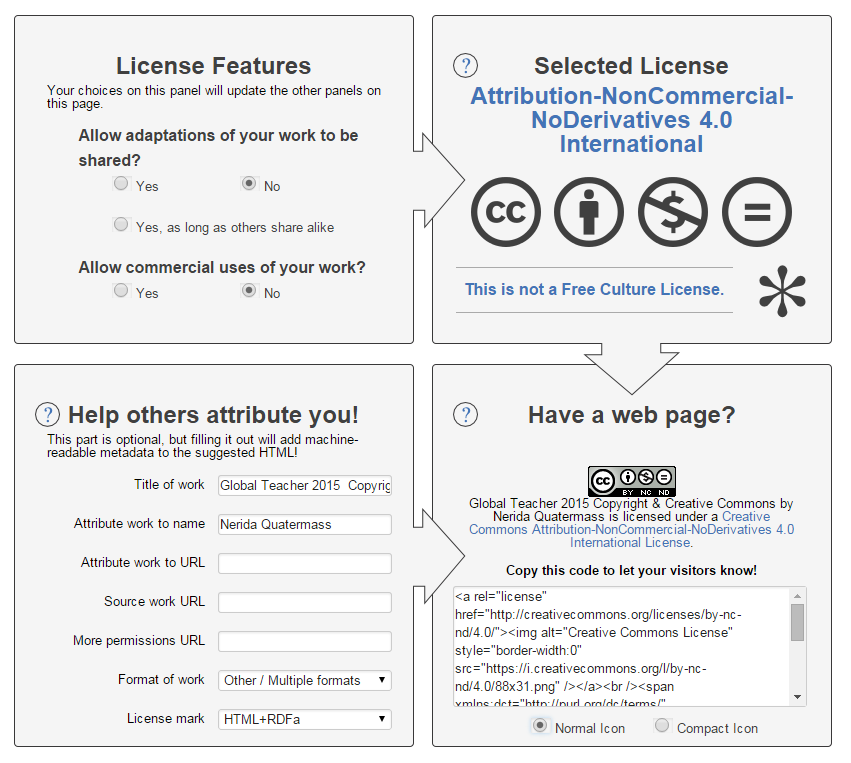 License Features
Your choices on this panel will update the other panels on
this page.
Allow adaptations of your work to be
shared?
Yes
No
Yes, as long as others share alike
Allow commercial uses of your work?
Yes
No
?
Selected License
Attribution-NonCommercial-
NoDerivatives 4.0
International
cc
$
=
This is not a Free Culture License.
?
Help others attribute you!
This part is optional, but filling it out will add machine-
readable metadata to the suggested HTML!
Title of work
Global Teacher 2015  Copyrig
Attribute work to name
Nerida Quatermass
Attribute work to URL
Source work URL
More permissions URL
Format of work
Other / Multiple formats
License mark
HTML+RDFa
?
Have a web page?
cc
$
=
BY NC ND
Global Teacher 2015 Copyright & Creative Commons by
Nerida Quatermass is licensed under a Creative
Commons Attribution-NonCommercial-NoDerivatives 4.0
International License.
Copy this code to let your visitors know!
<a rel="license"
href="http://creativecommons.org/licenses/by-nc-
nd/4.0/"><img alt="Creative Commons License"
style="border-width:0"
src="https://i.creativecommons.org/l/by-nc-
nd/4.0/88x31.png" /></a><br /><span
xmlns:dct="http://purl.org/dc/terms/"
Normal Icon
Compact Icon